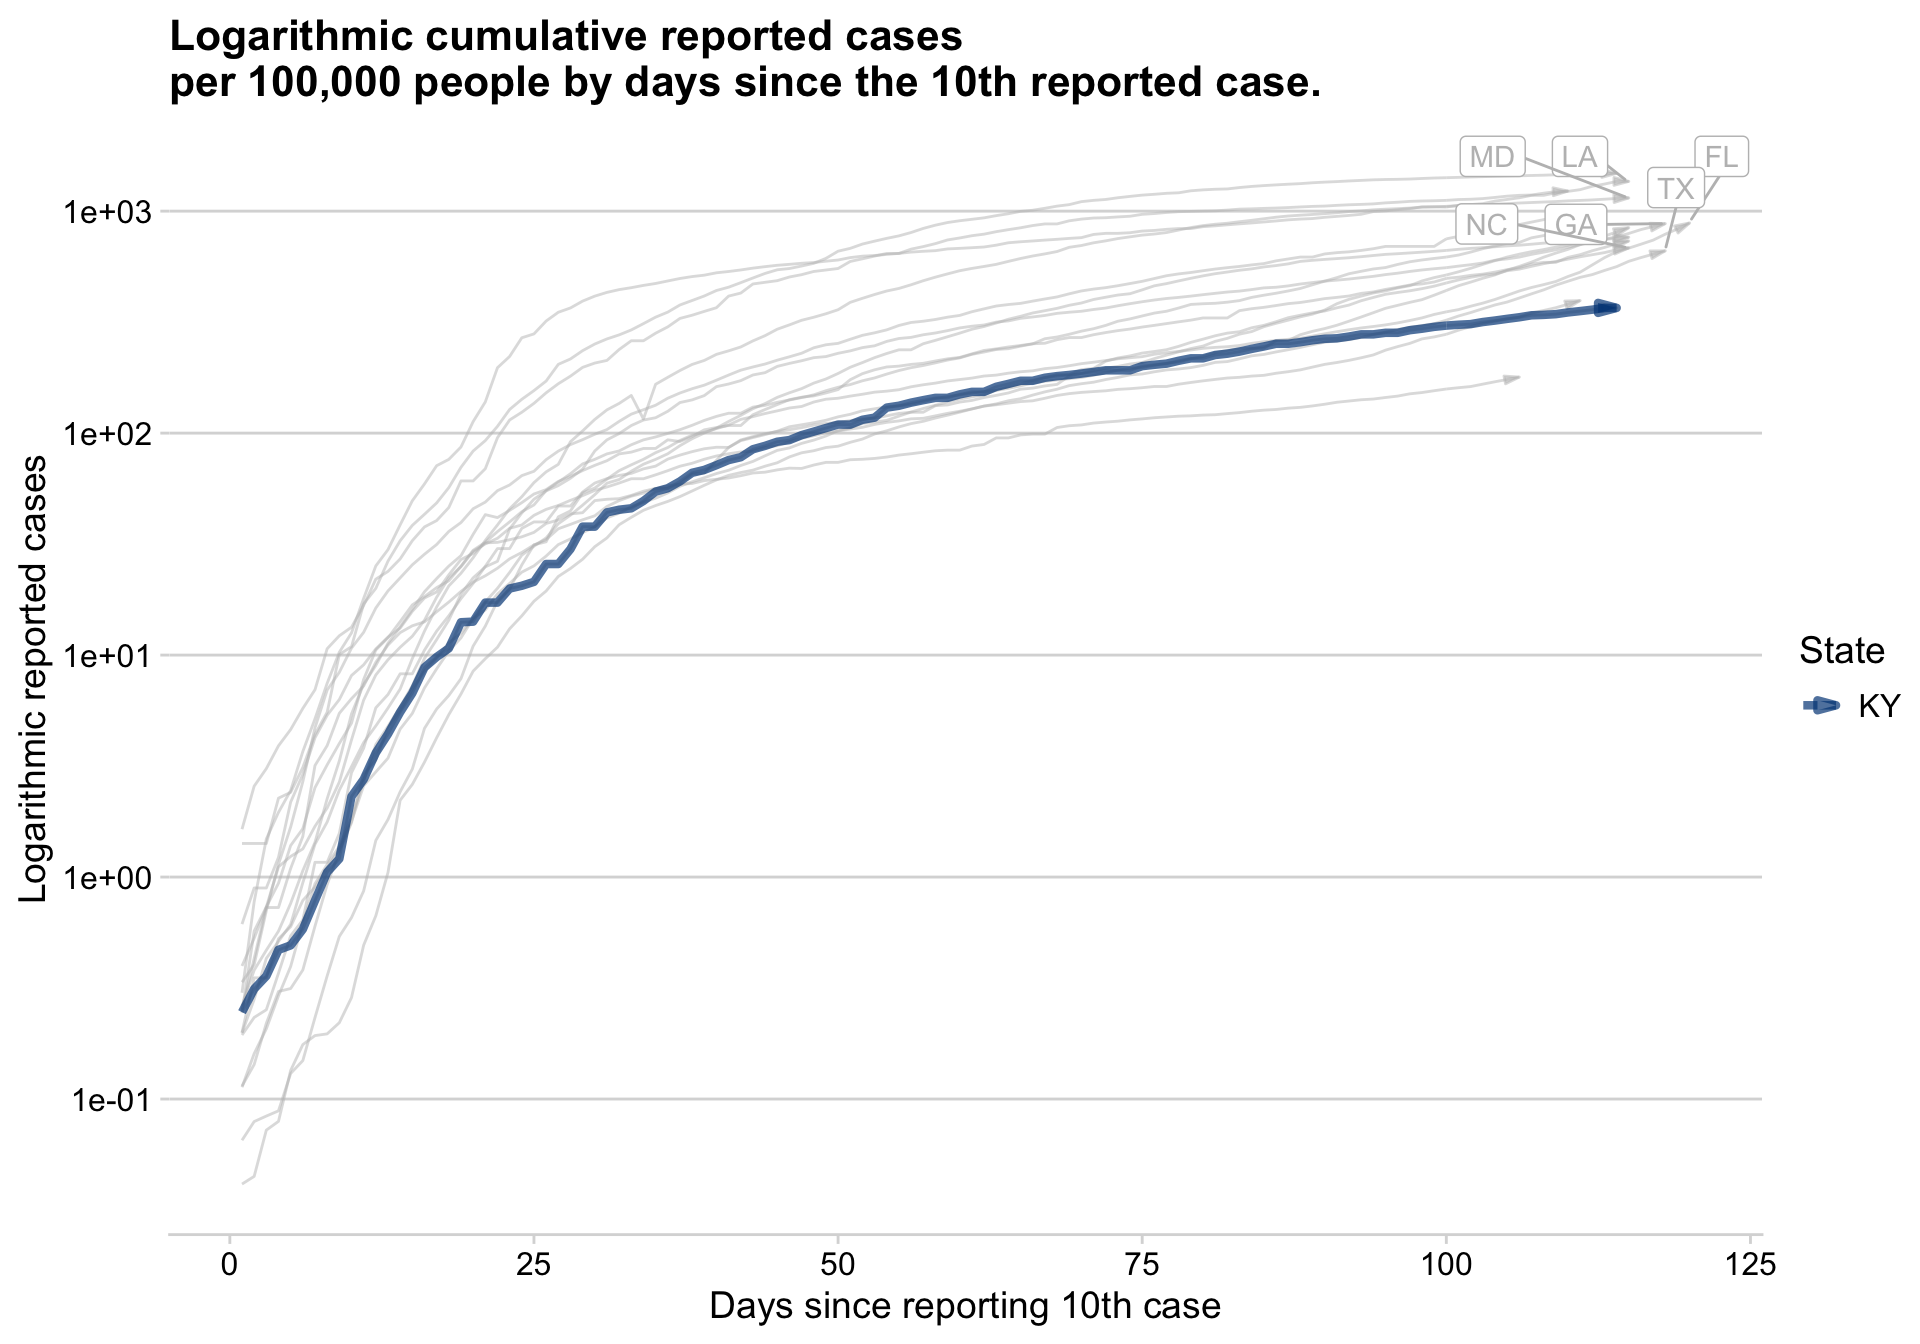 Logarithmic cumulative reported cases
per 100,000 people by days since the 10th reported case.
MD
LA
FL
TX
NC
GA
1e+03
1e+02
1e+01
1e+00
1e-01
Logarithmic reported cases
0
25
50
75
100
125
Days since reporting 10th case
State
KY